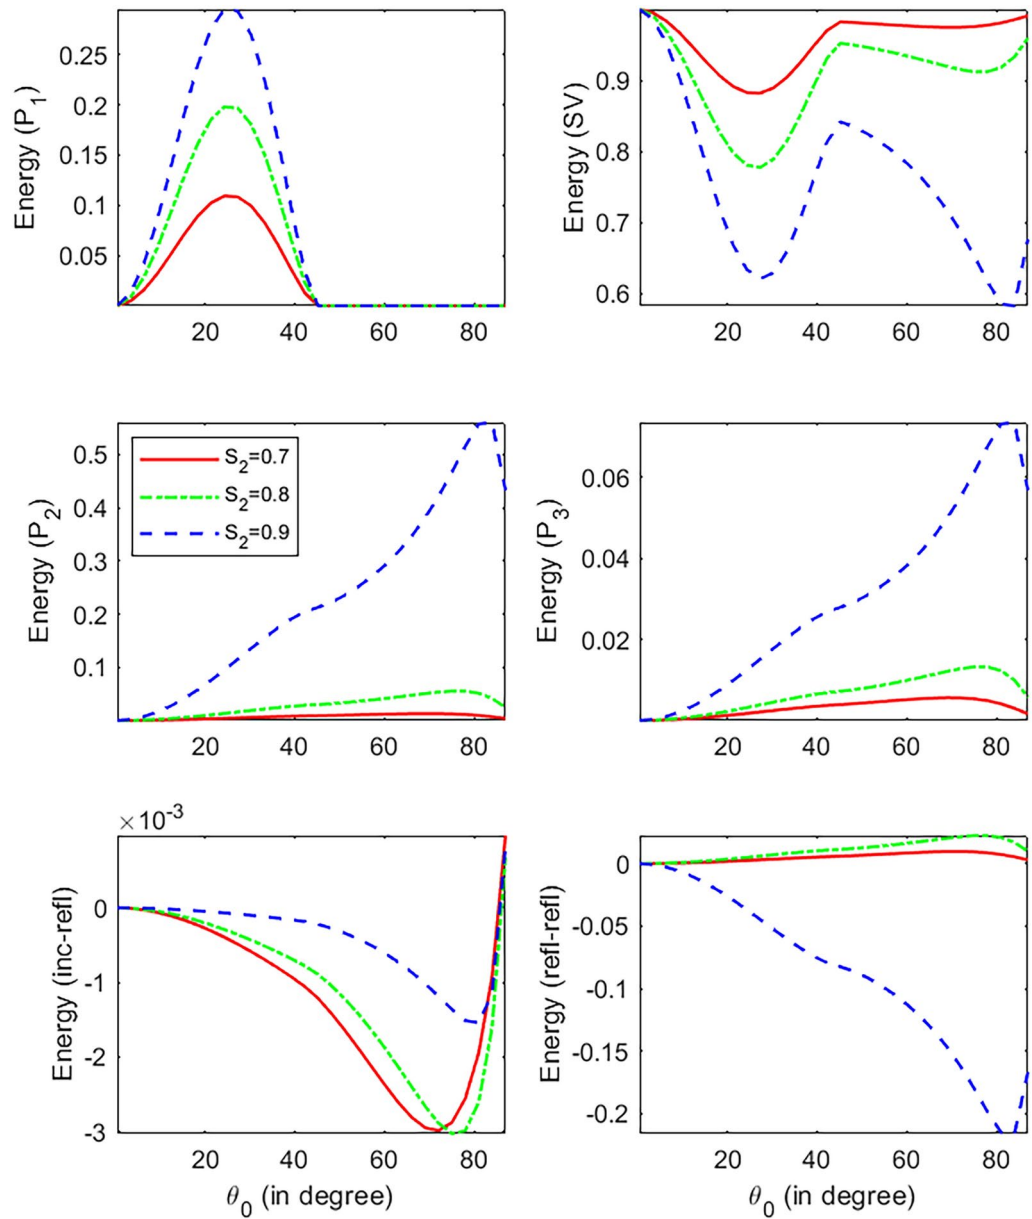 Energy (P1)
0.25
0.2
0.15
0.1
0.05
20 40 60 80
Energy (SV)
0.9
0.8
0.7
0.6
20 40 60 80
Energy (P2)
0.5
0.4
0.3
0.2
0.1
S2=0.7
S2=0.8
S2=0.9
20 40 60 80
Energy (P3)
0.06
0.04
0.02
20 40 60 80
×10-3
Energy (inc-refl)
0
-1
-2
-3
20 40 60 80
θ0 (in degree)
Energy (refl-refl)
0
-0.05
-0.1
-0.15
-0.2
20 40 60 80
θ0 (in degree)